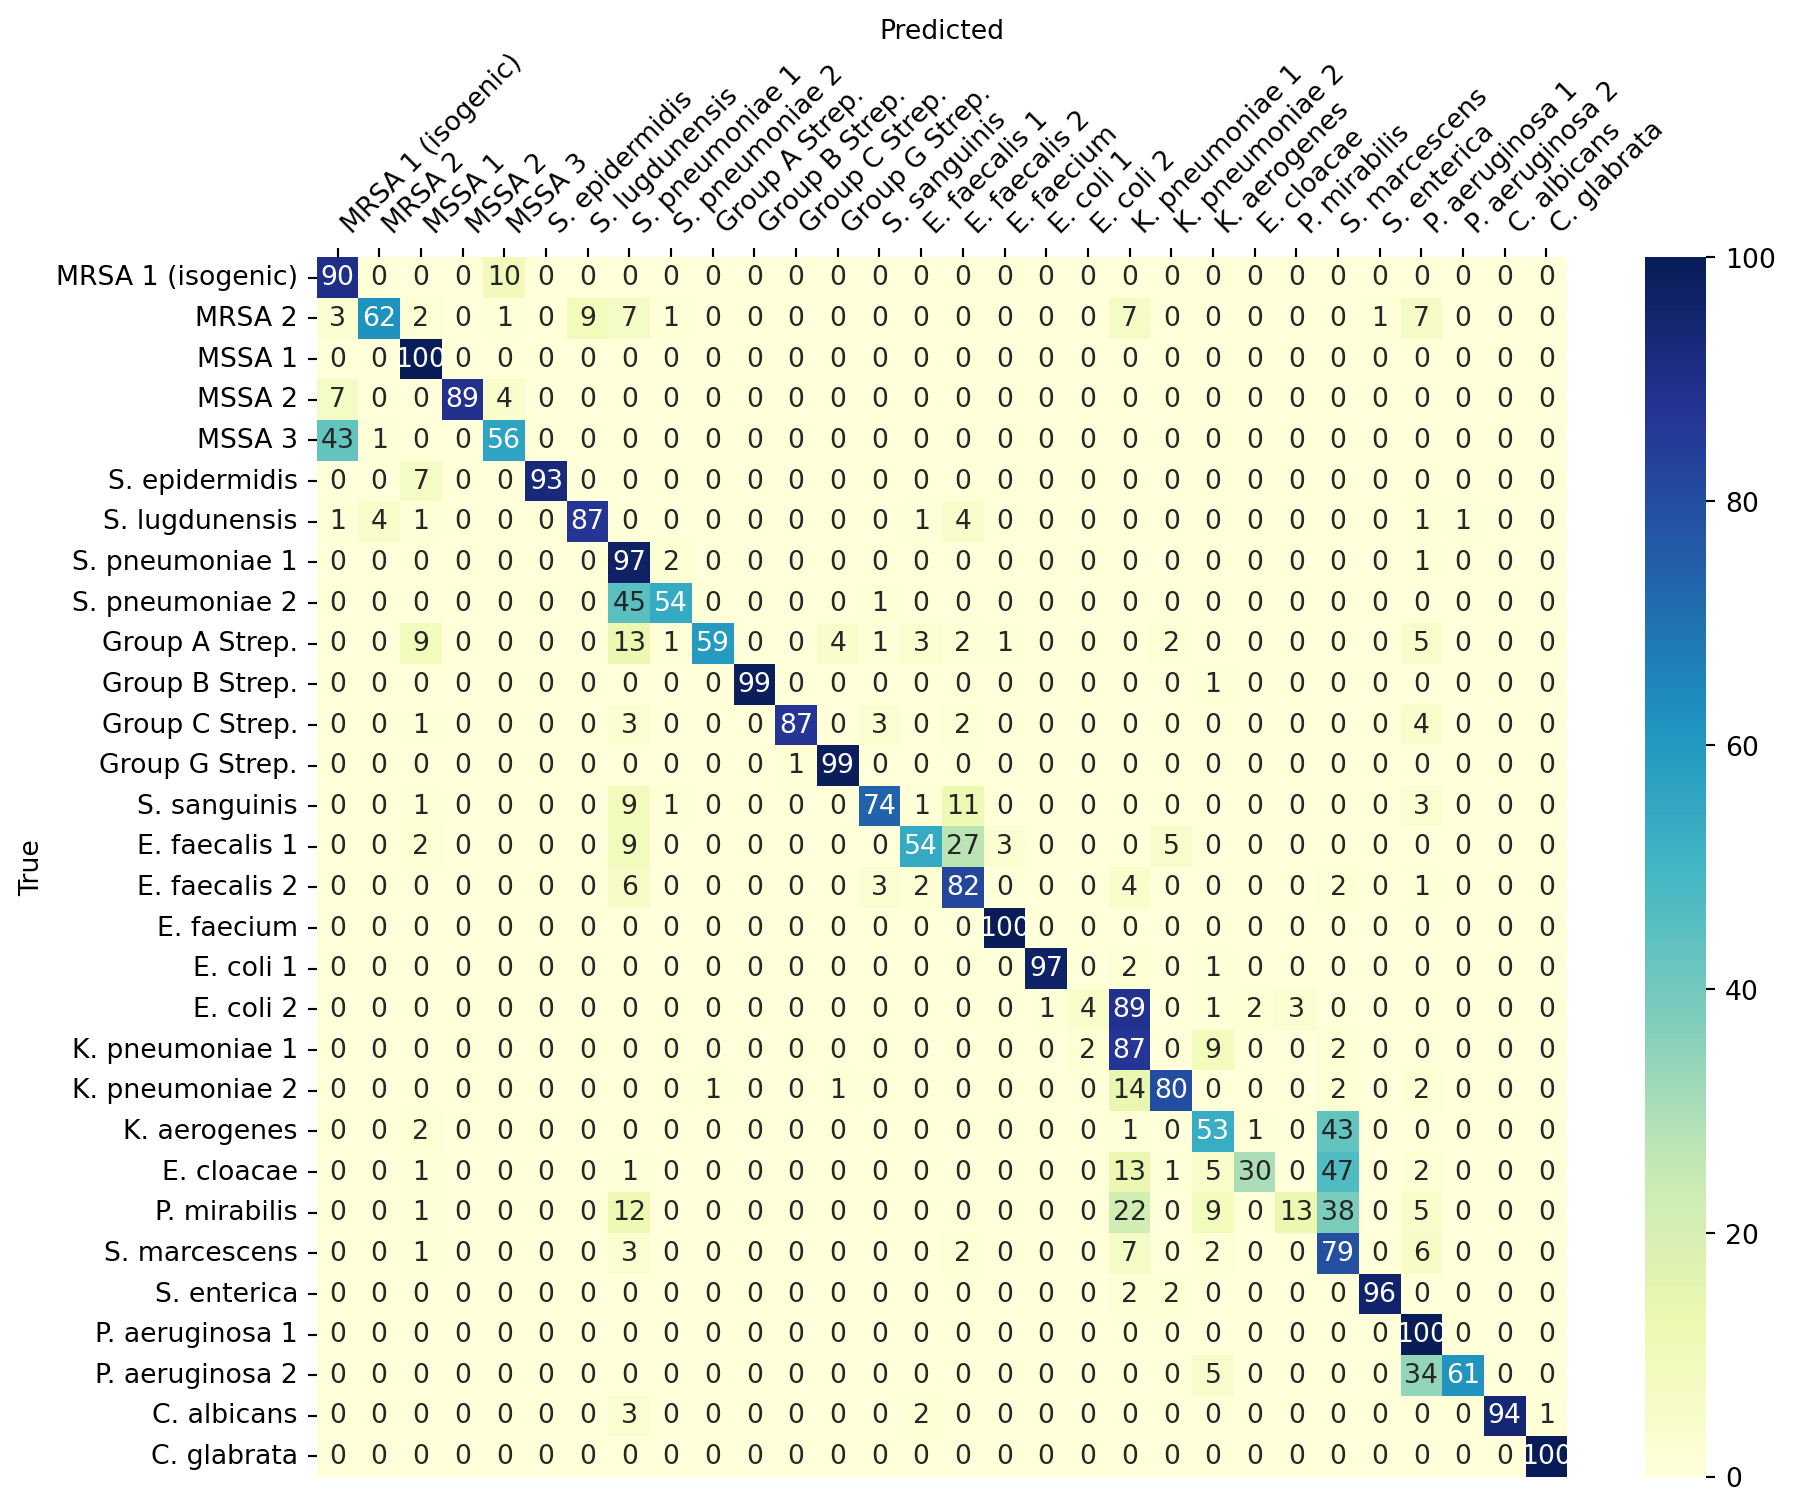 Predicted
MRSA 1 (isogenic)
MRSA 2
MSSA 1
MSSA 2
MSSA 3
S. epidermidis
S. lugdunensis
S. pneumoniae 1
S. pneumoniae 2
Group A Strep.
Group B Strep.
Group C Strep.
Group G Strep.
S. sanguinis
E. faecalis 1
E. faecalis 2
E. faecium
E. coli 1
E. coli 2
K. pneumoniae 1
K. pneumoniae 2
K. aerogenes
E. cloacae
P. mirabilis
S. marcescens
S. enterica
P. aeruginosa 1
P. aeruginosa 2
C. albicans
C. glabrata
True
MRSA 1 (isogenic) 90 0 0 0 10 0 0 0 0 0 0 0 0 0 0 0 0 0 0 0 0 0 0 0 0 0 0 0 0 0
MRSA 2 3 62 2 0 1 0 9 7 1 0 0 0 0 0 0 0 0 0 0 7 0 0 0 0 0 1 7 0 0 0
MSSA 1 0 0 100 0 0 0 0 0 0 0 0 0 0 0 0 0 0 0 0 0 0 0 0 0 0 0 0 0 0 0
MSSA 2 7 0 0 89 4 0 0 0 0 0 0 0 0 0 0 0 0 0 0 0 0 0 0 0 0 0 0 0 0 0
MSSA 3 43 1 0 0 56 0 0 0 0 0 0 0 0 0 0 0 0 0 0 0 0 0 0 0 0 0 0 0 0 0
S. epidermidis 0 0 7 0 0 93 0 0 0 0 0 0 0 0 0 0 0 0 0 0 0 0 0 0 0 0 0 0 0 0
S. lugdunensis 1 4 1 0 0 0 87 0 0 0 0 0 0 0 1 4 0 0 0 0 0 0 0 0 0 0 1 1 0 0
S. pneumoniae 1 0 0 0 0 0 0 0 97 2 0 0 0 0 0 0 0 0 0 0 0 0 0 0 0 0 0 1 0 0 0
S. pneumoniae 2 0 0 0 0 0 0 0 45 54 0 0 0 0 1 0 0 0 0 0 0 0 0 0 0 0 0 0 0 0 0
Group A Strep. 0 0 9 0 0 0 0 13 1 59 0 0 4 1 3 2 1 0 0 0 2 0 0 0 0 0 5 0 0 0
Group B Strep. 0 0 0 0 0 0 0 0 0 0 99 0 0 0 0 0 0 0 0 0 0 1 0 0 0 0 0 0 0 0
Group C Strep. 0 0 1 0 0 0 0 3 0 0 0 87 0 3 0 2 0 0 0 0 0 0 0 0 0 0 4 0 0 0
Group G Strep. 0 0 0 0 0 0 0 0 0 0 0 1 99 0 0 0 0 0 0 0 0 0 0 0 0 0 0 0 0 0
S. sanguinis 0 0 1 0 0 0 0 9 1 0 0 0 0 74 1 11 0 0 0 0 0 0 0 0 0 0 3 0 0 0
E. faecalis 1 0 0 2 0 0 0 0 9 0 0 0 0 0 0 54 27 3 0 0 0 5 0 0 0 0 0 0 0 0 0
E. faecalis 2 0 0 0 0 0 0 0 6 0 0 0 0 0 3 2 82 0 0 0 4 0 0 0 0 2 0 1 0 0 0
E. faecium 0 0 0 0 0 0 0 0 0 0 0 0 0 0 0 0 100 0 0 0 0 0 0 0 0 0 0 0 0 0
E. coli 1 0 0 0 0 0 0 0 0 0 0 0 0 0 0 0 0 0 97 0 2 0 1 0 0 0 0 0 0 0 0
E. coli 2 0 0 0 0 0 0 0 0 0 0 0 0 0 0 0 0 0 1 4 89 0 1 2 3 0 0 0 0 0 0
K. pneumoniae 1 0 0 0 0 0 0 0 0 0 0 0 0 0 0 0 0 0 0 2 87 0 9 0 0 2 0 0 0 0 0
K. pneumoniae 2 0 0 0 0 0 0 0 0 0 1 0 0 1 0 0 0 0 0 0 14 80 0 0 0 2 0 2 0 0 0
K. aerogenes 0 0 2 0 0 0 0 0 0 0 0 0 0 0 0 0 0 0 0 1 0 53 1 0 43 0 0 0 0 0
E. cloacae 0 0 1 0 0 0 0 1 0 0 0 0 0 0 0 0 0 0 0 13 1 5 30 0 47 0 2 0 0 0
P. mirabilis 0 0 1 0 0 0 0 12 0 0 0 0 0 0 0 0 0 0 0 22 0 9 0 13 38 0 5 0 0 0
S. marcescens 0 0 1 0 0 0 0 3 0 0 0 0 0 0 0 2 0 0 0 7 0 2 0 0 79 0 6 0 0 0
S. enterica 0 0 0 0 0 0 0 0 0 0 0 0 0 0 0 0 0 0 0 2 2 0 0 0 0 96 0 0 0 0
P. aeruginosa 1 0 0 0 0 0 0 0 0 0 0 0 0 0 0 0 0 0 0 0 0 0 0 0 0 0 0 100 0 0 0
P. aeruginosa 2 0 0 0 0 0 0 0 0 0 0 0 0 0 0 0 0 0 0 0 0 0 5 0 0 0 0 34 61 0 0
C. albicans 0 0 0 0 0 0 0 3 0 0 0 0 0 0 2 0 0 0 0 0 0 0 0 0 0 0 0 0 94 1
C. glabrata 0 0 0 0 0 0 0 0 0 0 0 0 0 0 0 0 0 0 0 0 0 0 0 0 0 0 0 0 0 100
100
80
60
40
20
0